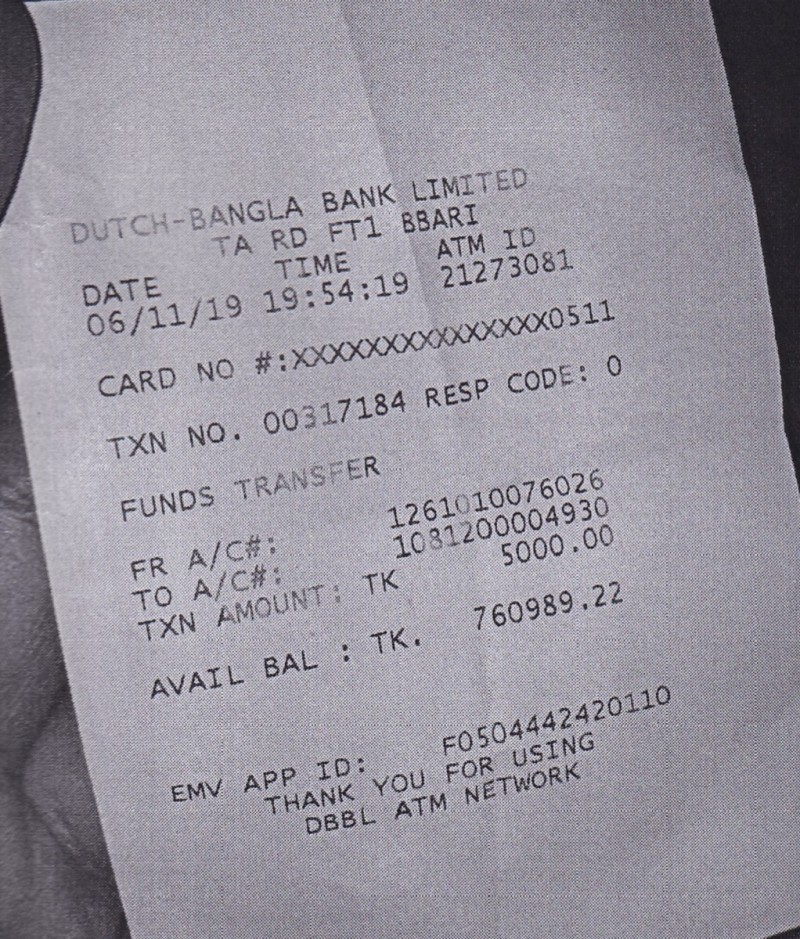 DUTCH-BANGLA BANK LIMITED
TA RD FT1 BBARI
DATE TIME ATM ID
06/11/19 19:54:19 21273081
CARD NO #:XXXXXXXXXXXXXXX0511
TXN NO. 00317184 RESP CODE: 0
FUNDS TRANSFER
FR A/C#: 1261010076026
TO A/C#: 1081200004930
TXN AMOUNT: TK 5000.00
AVAIL BAL : TK. 760989.22
EMV APP ID: F0504442420110
THANK YOU FOR USING
DBBL ATM NETWORK